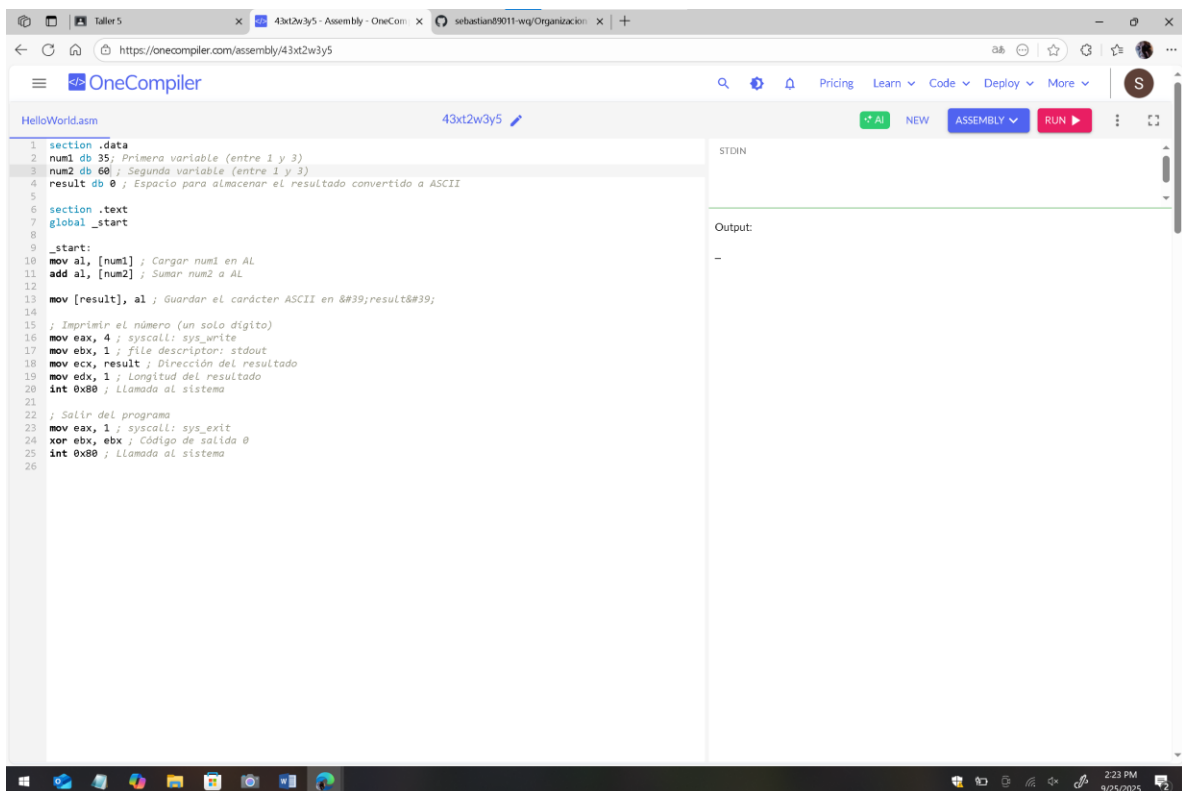 Taller 5
43xt2w3y5 - Assembly - OneCom
sebastian89011-wq/Organizacion
https://onecompiler.com/assembly/43xt2w3y5
OneCompiler
Pricing Learn Code Deploy More S
HelloWorld.asm
43xt2w3y5
AI NEW ASSEMBLY RUN
1 section .data
2 num1 db 35; Primera variable (entre 1 y 3)
3 num2 db 60 ; Segunda variable (entre 1 y 3)
4 result db 0 ; Espacio para almacenar el resultado convertido a ASCII
5
6 section .text
7 global _start
8
9 _start:
10 mov al, [num1] ; Cargar num1 en AL
11 add al, [num2] ; Sumar num2 a AL
12
13 mov [result], al ; Guardar el carácter ASCII en &#39;result&#39;
14
15 ; Imprimir el número (un solo dígito)
16 mov eax, 4 ; syscall: sys_write
17 mov ebx, 1 ; file descriptor: stdout
18 mov ecx, result ; Dirección del resultado
19 mov edx, 1 ; Longitud del resultado
20 int 0x80 ; Llamada al sistema
21
22 ; Salir del programa
23 mov eax, 1 ; syscall: sys_exit
24 xor ebx, ebx ; Código de salida 0
25 int 0x80 ; Llamada al sistema
26
STDIN
Output:
_
2:23 PM
9/25/2025